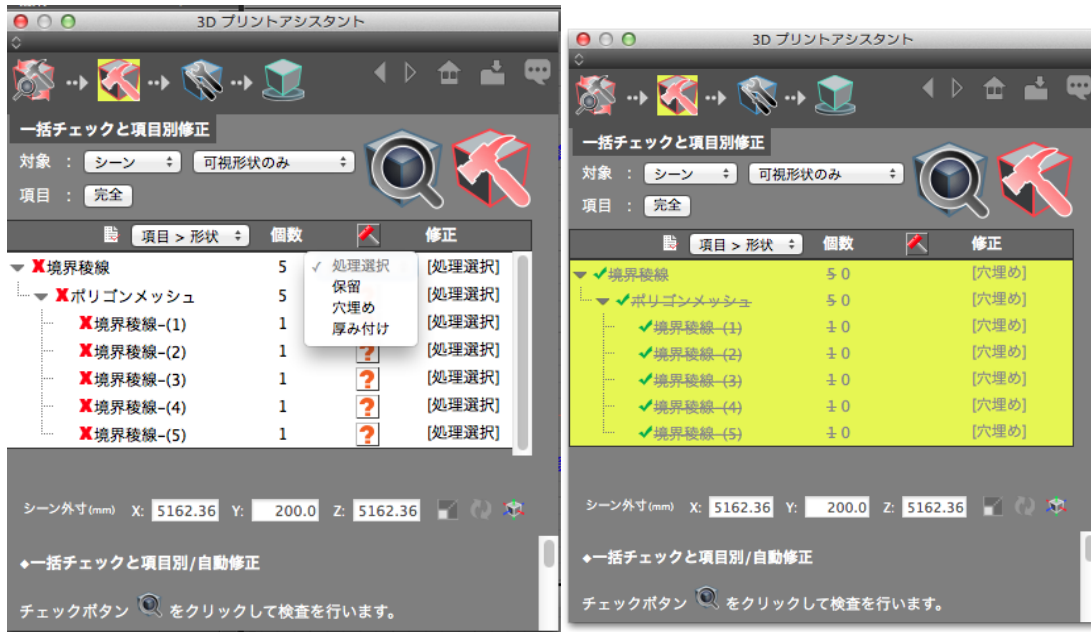 3D プリントアシスタント
一括チェックと項目別修正
対象 : シーン 可視形状のみ
項目 : 完全
項目 > 形状 個数 修正
X境界稜線 5 [処理選択]
Xポリゴンメッシュ 5 [処理選択]
X境界稜線-(1) 1 [処理選択]
X境界稜線-(2) 1 ? [処理選択]
X境界稜線-(3) 1 ? [処理選択]
X境界稜線-(4) 1 ? [処理選択]
X境界稜線-(5) 1 ? [処理選択]
✓ 処理選択
保留
穴埋め
厚み付け
シーン外寸(mm) X: 5162.36 Y: 200.0 Z: 5162.36
◆一括チェックと項目別/自動修正
チェックボタン をクリックして検査を行います。
3D プリントアシスタント
一括チェックと項目別修正
対象 : シーン 可視形状のみ
項目 : 完全
項目 > 形状 個数 修正
✓境界稜線 5 0 [穴埋め]
✓ポリゴンメッシュ 5 0 [穴埋め]
✓境界稜線-(1) 1 0 [穴埋め]
✓境界稜線-(2) 1 0 [穴埋め]
✓境界稜線-(3) 1 0 [穴埋め]
✓境界稜線-(4) 1 0 [穴埋め]
✓境界稜線-(5) 1 0 [穴埋め]
シーン外寸(mm) X: 5162.36 Y: 200.0 Z: 5162.36
◆一括チェックと項目別/自動修正
チェックボタン をクリックして検査を行います。